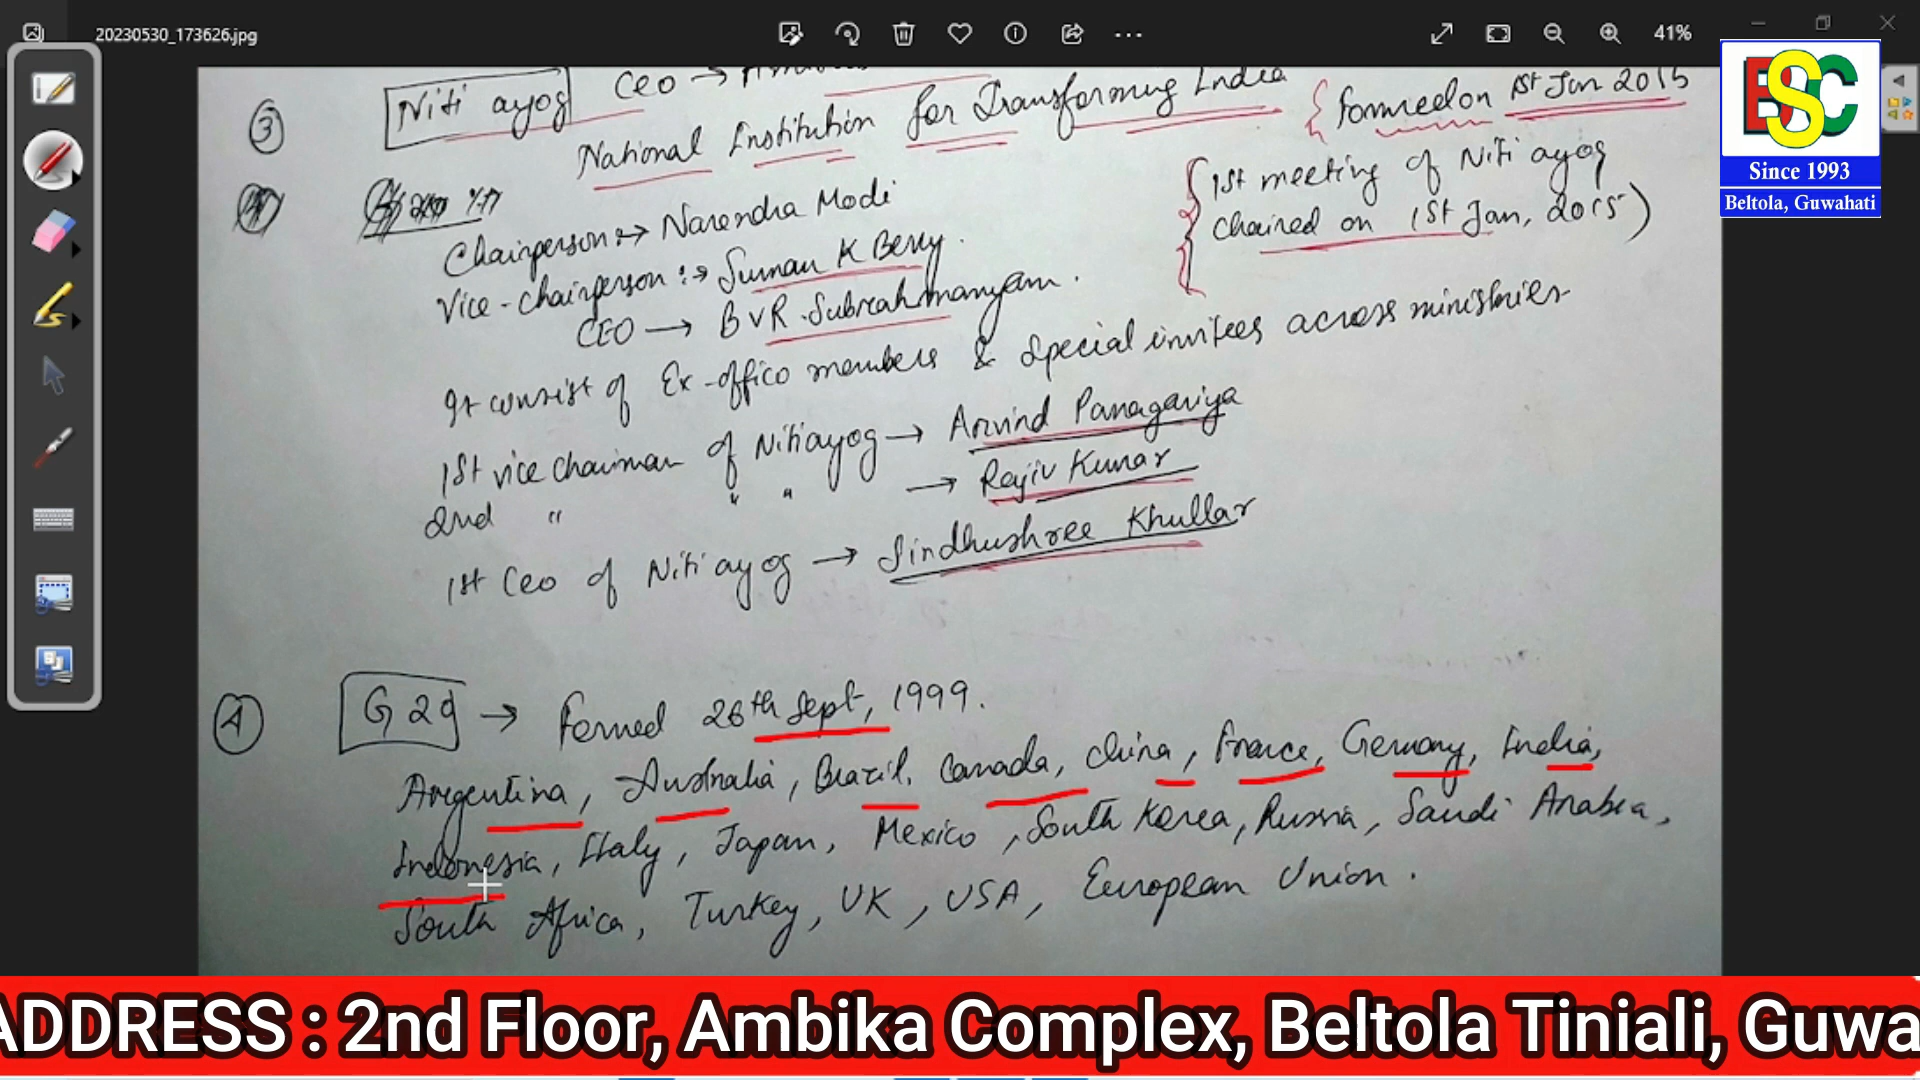 20230530_173626.jpg
41%
BSC
Since 1993
Beltola, Guwahati
③ Niti ayog CEO →
National Institution for Transforming India
{ formed on 1st Jan 2015
Chairperson :→ Narendra Modi
Vice-chairperson :→ Suman K Berry.
CEO → BVR Subrahmanyam.
{ 1st meeting of Niti ayog
chaired on 1st Jan, 2015 )
It consist of Ex-offico members & special invitees across ministries
1st vice chairman of Nitiayog → Arvind Panagariya
2nd " " " → Rajiv Kumar
1st Ceo of Niti ayog → Sindhushree Khullar
④ G 20 → Formed 26th Sept, 1999.
Argentina, Australia, Brazil, Canada, China, France, Germany, India,
Indonesia, Italy, Japan, Mexico, South Korea, Russia, Saudi Arabia,
South Africa, Turkey, UK, USA, European Union.
ADDRESS : 2nd Floor, Ambika Complex, Beltola Tiniali, Guwa